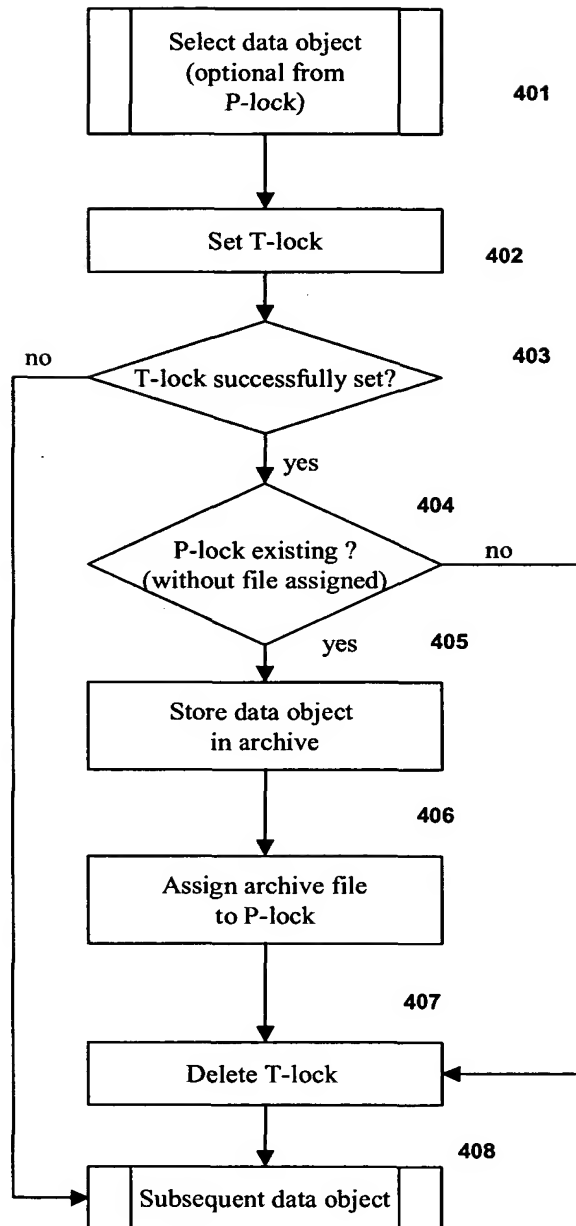 Select data object
(optional from
P-lock)
401
Set T-lock
402
no
T-lock successfully set?
403
yes
404
P-lock existing ?
(without file assigned)
no
yes
405
Store data object
in archive
406
Assign archive file
to P-lock
407
Delete T-lock
408
Subsequent data object